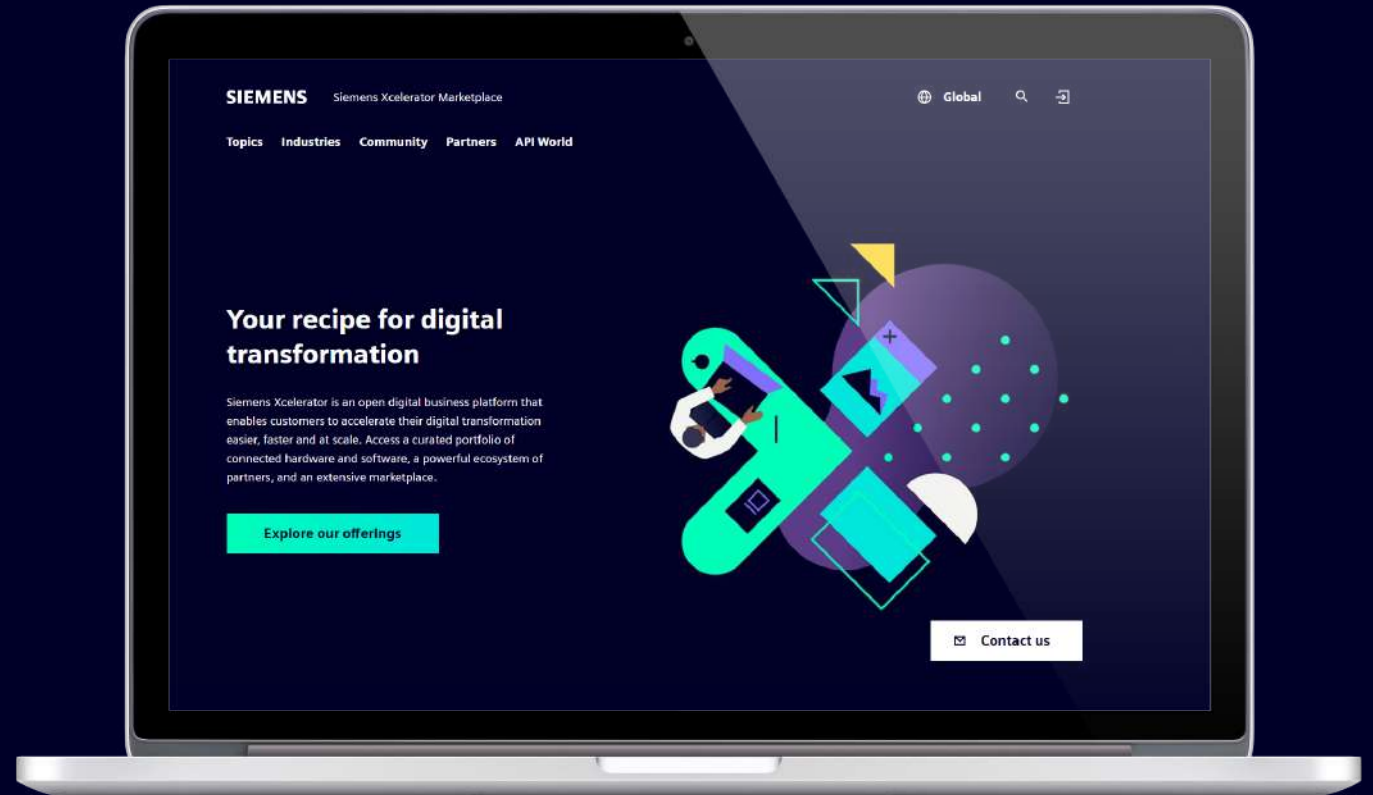 SIEMENS Siemens Xcelerator Marketplace Global
Topics Industries Community Partners API World
Your recipe for digital
transformation
Siemens Xcelerator is an open digital business platform that
enables customers to accelerate their digital transformation
easier, faster and at scale. Access a curated portfolio of
connected hardware and software, a powerful ecosystem of
partners, and an extensive marketplace.
Explore our offerings
Contact us